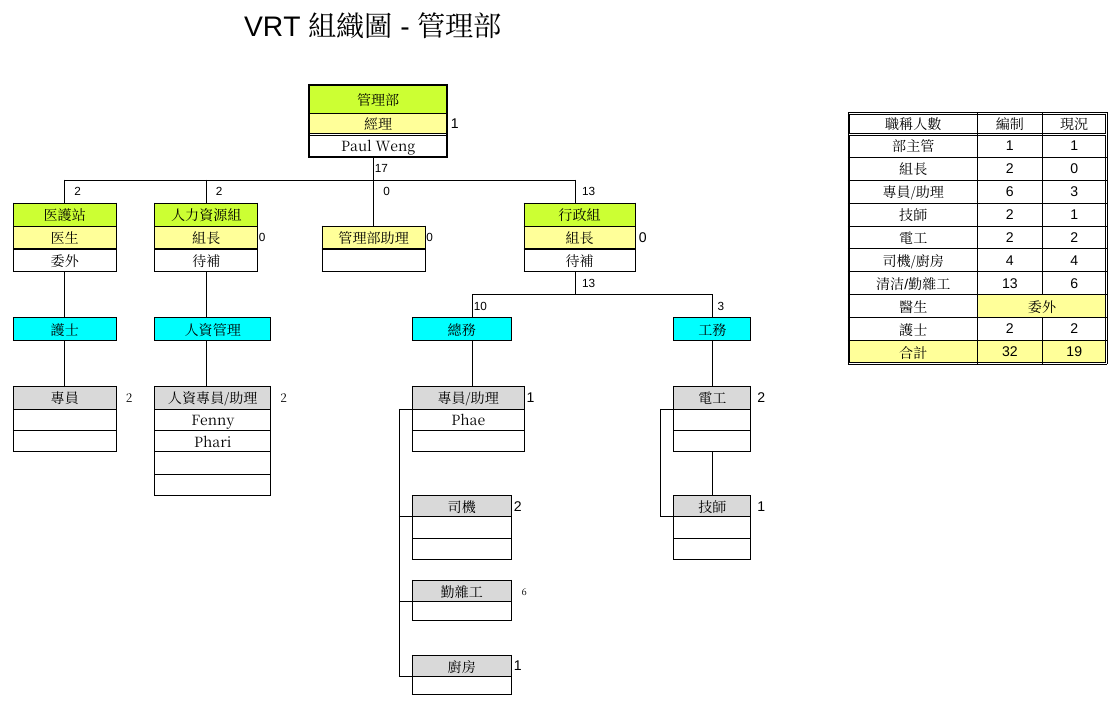 VRT 組織圖 - 管理部
管理部
經理 1
Paul Weng
17
2 2 0 13
医護站 人力資源組 行政組
医生 組長 0 管理部助理 0 組長 0
委外 待補 待補
13
10 3
護士 人資管理 總務 工務
專員 2 人資專員/助理 2 專員/助理 1 電工 2
Fenny Phae
Phari
司機 2 技師 1
勤雜工 6
廚房 1
職稱人數 編制 現況
部主管 1 1
組長 2 0
專員/助理 6 3
技師 2 1
電工 2 2
司機/廚房 4 4
清洁/勤雜工 13 6
醫生 委外
護士 2 2
合計 32 19